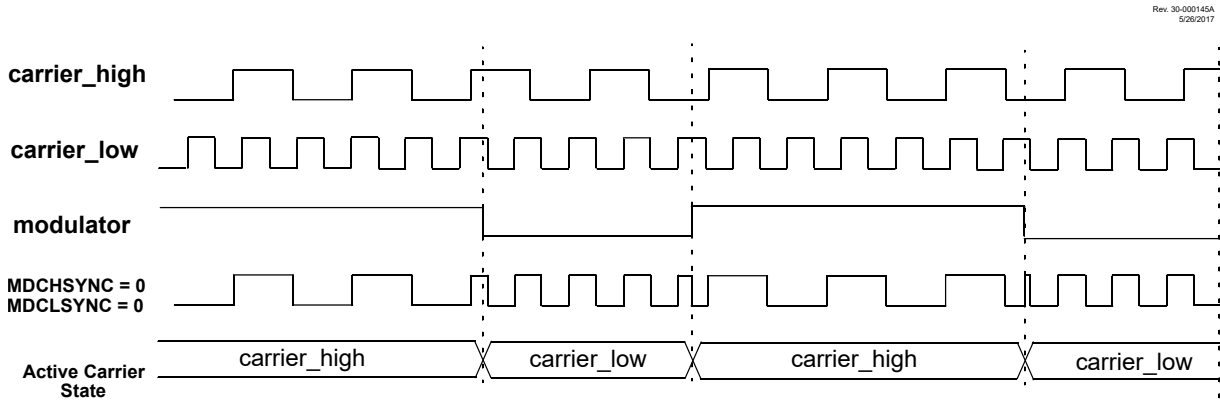 Rev. 30-000145A
5/26/2017
carrier_high
carrier_low
modulator
MDCHSYNC = 0
MDCLSYNC = 0
Active Carrier
State
carrier_high
carrier_low
carrier_high
carrier_low